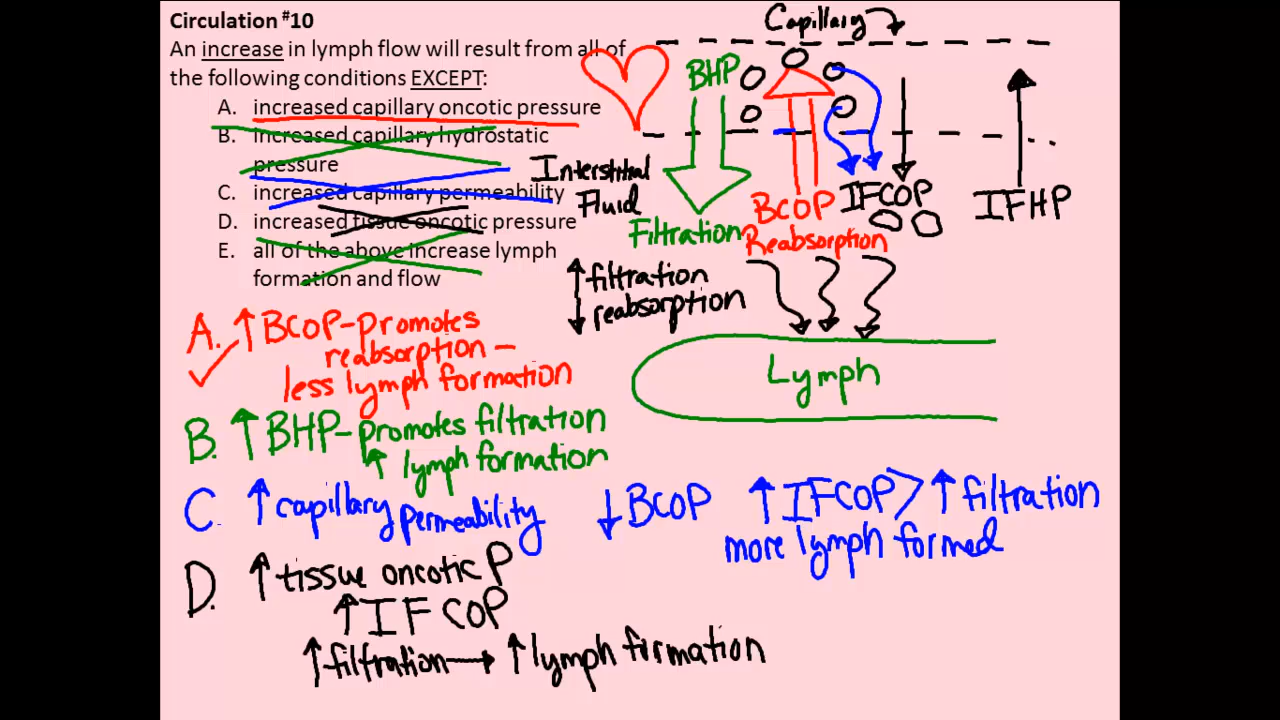 Circulation #10
An increase in lymph flow will result from all of
the following conditions EXCEPT:
A. increased capillary oncotic pressure
B. increased capillary hydrostatic
pressure
C. increased capillary permeability
D. increased tissue oncotic pressure
E. all of the above increase lymph
formation and flow
Capillary
BHP
Interstitial
Fluid
Filtration
BCOP
Reabsorption
IFCOP
IFHP
↑ filtration
↓ reabsorption
Lymph
A. ↑ BCOP - promotes
reabsorption -
less lymph formation
B. ↑ BHP - promotes filtration
↑ lymph formation
C. ↑ capillary permeability ↓ BCOP ↑ IFCOP > ↑ filtration
more lymph formed
D. ↑ tissue oncotic P
↑ IFCOP
↑ filtration → ↑ lymph formation